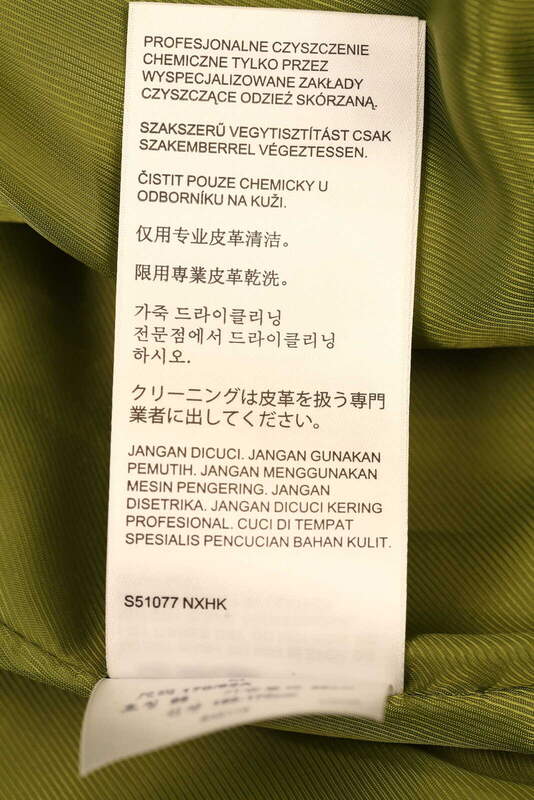 PROFESJONALNE CZYSZCZENIE
CHEMICZNE TYLKO PRZEZ
WYSPECJALIZOWANE ZAKŁADY
CZYSZCZĄCE ODZIEŻ SKÓRZANĄ.
SZAKSZERŰ VEGYTISZTÍTÁST CSAK
SZAKEMBERREL VÉGEZTESSEN.
ČISTIT POUZE CHEMICKY U
ODBORNÍKU NA KUŽI.
仅用专业皮革清洁。
限用專業皮革乾洗。
가죽 드라이클리닝
전문점에서 드라이클리닝
하시오.
クリーニングは皮革を扱う専門
業者に出してください。
JANGAN DICUCI. JANGAN GUNAKAN
PEMUTIH. JANGAN MENGGUNAKAN
MESIN PENGERING. JANGAN
DISETRIKA. JANGAN DICUCI KERING
PROFESIONAL. CUCI DI TEMPAT
SPESIALIS PENCUCIAN BAHAN KULIT.
S51077 NXHK